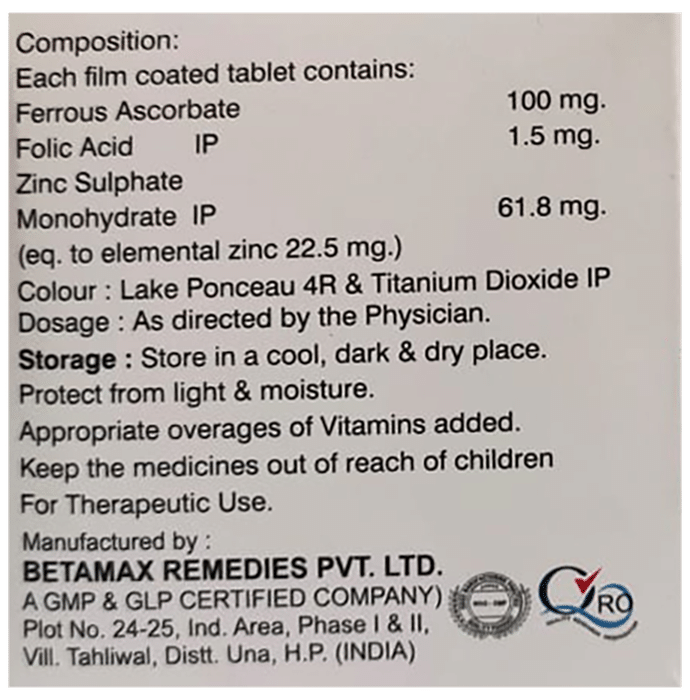 Composition:
Each film coated tablet contains:
Ferrous Ascorbate 100 mg.
Folic Acid IP 1.5 mg.
Zinc Sulphate
Monohydrate IP 61.8 mg.
(eq. to elemental zinc 22.5 mg.)
Colour : Lake Ponceau 4R & Titanium Dioxide IP
Dosage : As directed by the Physician.
Storage : Store in a cool, dark & dry place.
Protect from light & moisture.
Appropriate overages of Vitamins added.
Keep the medicines out of reach of children
For Therapeutic Use.
Manufactured by :
BETAMAX REMEDIES PVT. LTD.
A GMP & GLP CERTIFIED COMPANY)
Plot No. 24-25, Ind. Area, Phase I & II,
Vill. Tahliwal, Distt. Una, H.P. (INDIA)
QRO